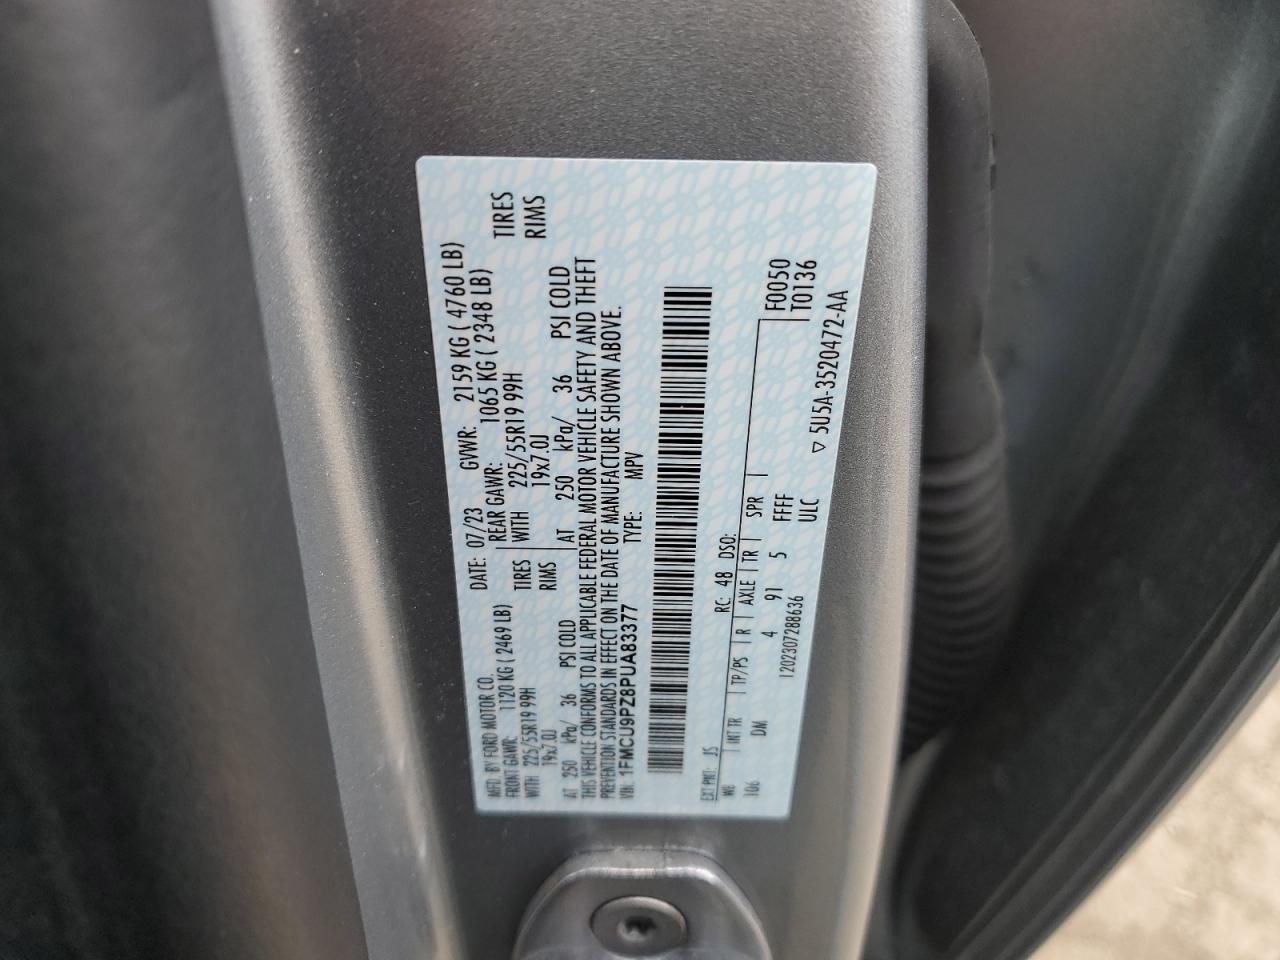 MFD. BY FORD MOTOR CO. DATE: 07/23 GVWR: 2159 KG ( 4760 LB)
FRONT GAWR: 1120 KG ( 2469 LB) REAR GAWR: 1065 KG ( 2348 LB)
WITH 225/55R19 99H TIRES WITH 225/55R19 99H TIRES
19x7.0J RIMS 19x7.0J RIMS
AT 250 kPa/ 36 PSI COLD AT 250 kPa/ 36 PSI COLD
THIS VEHICLE CONFORMS TO ALL APPLICABLE FEDERAL MOTOR VEHICLE SAFETY AND THEFT
PREVENTION STANDARDS IN EFFECT ON THE DATE OF MANUFACTURE SHOWN ABOVE.
VIN: 1FMCU9PZ8PUA83377 TYPE: MPV
EXT PNT: JS RC: 48 DSO:
WB INT TR TP/PS R AXLE TR SPR F0050
106 DM 4 91 5 FFFF T0136
1202307288636 ULC ▽ 5U5A-3520472-AA